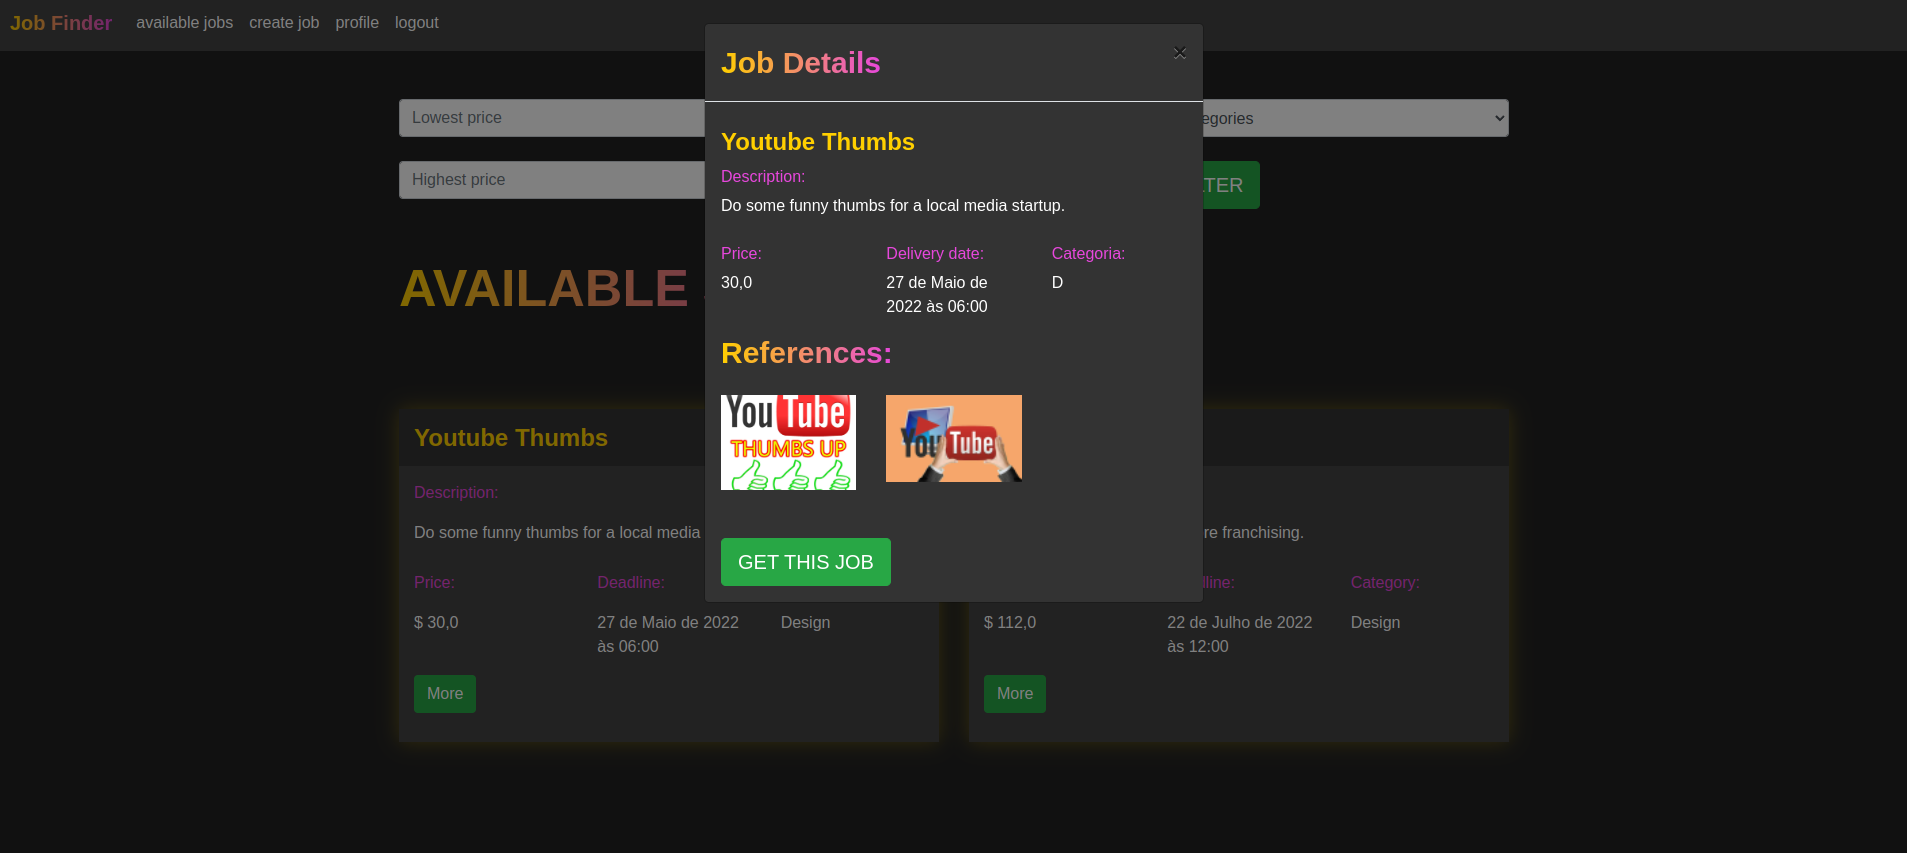 Job Finder available jobs create job profile logout
Job Details ×
Lowest price
egories
Youtube Thumbs
Description:
Highest price
TER
Do some funny thumbs for a local media startup.
Price: Delivery date: Categoria:
30,0 27 de Maio de D
2022 às 06:00
AVAILABLE
References:
You Tube
THUMBS UP
You Tube
Youtube Thumbs
Description:
Do some funny thumbs for a local media
re franchising.
GET THIS JOB
Price: Deadline:
line: Category:
$ 30,0 27 de Maio de 2022 Design
às 06:00
$ 112,0 22 de Julho de 2022 Design
às 12:00
More
More